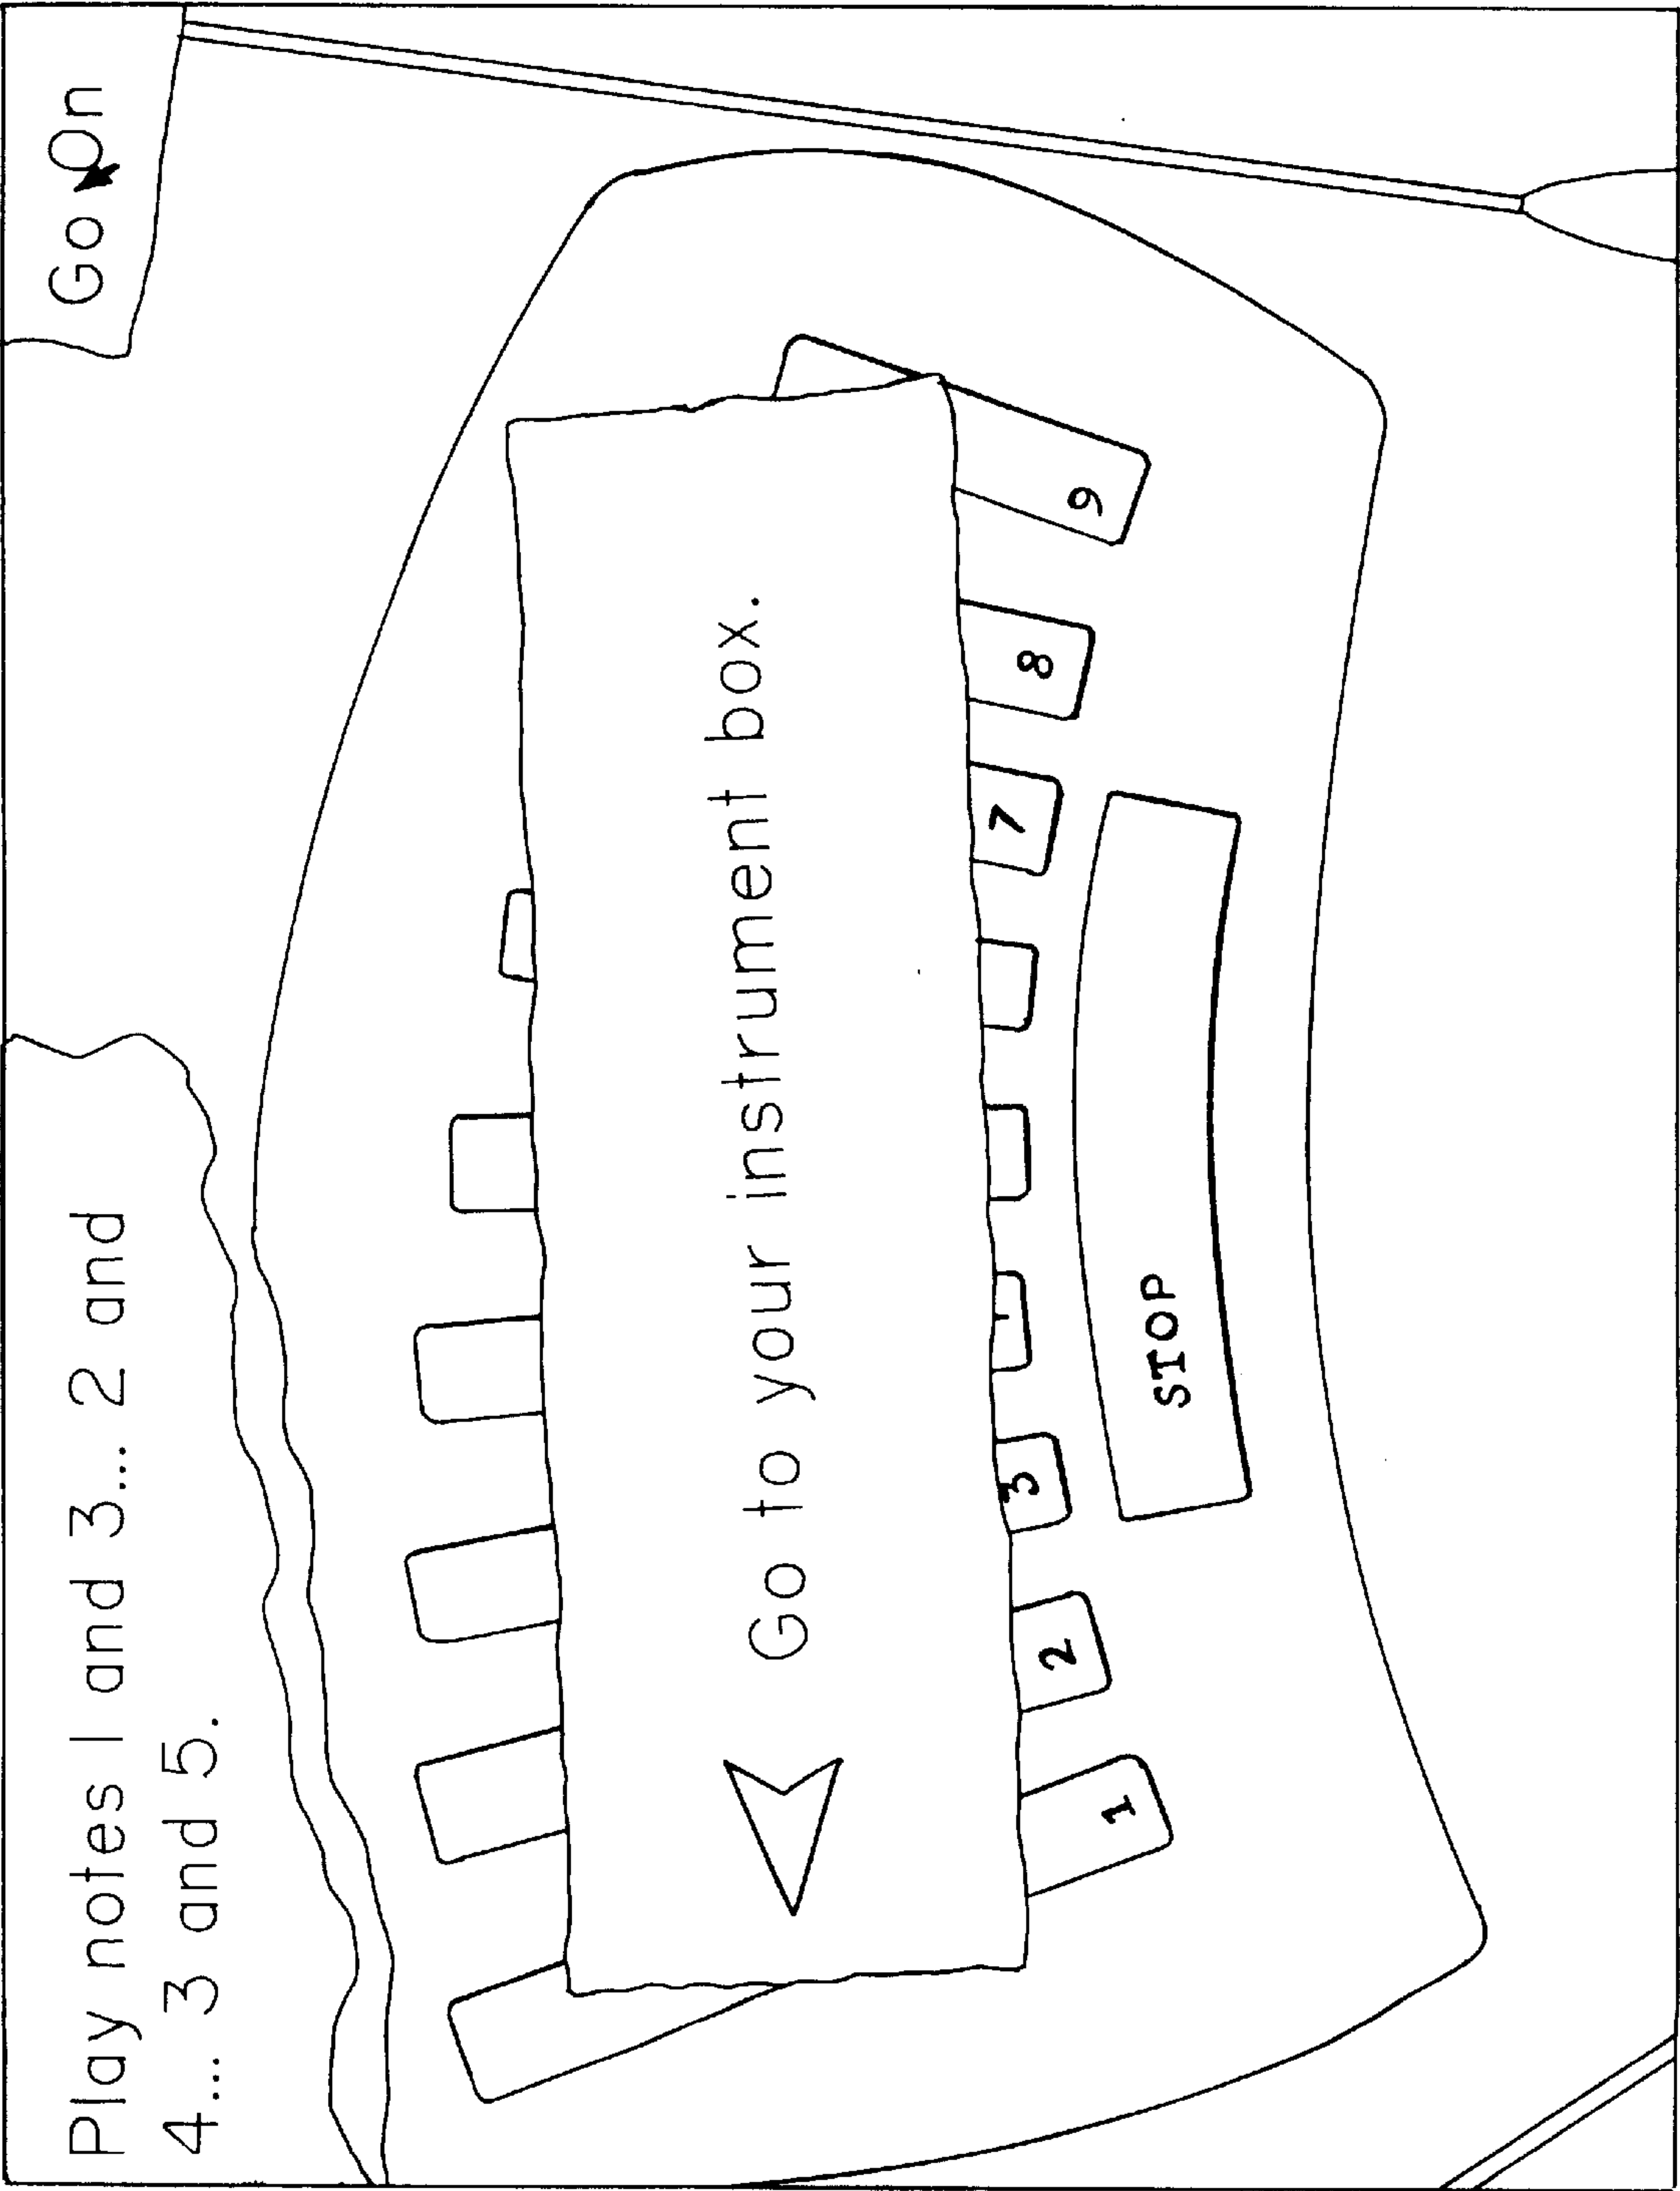 Play notes 1 and 3... 2 and
4... 3 and 5.
Go On
Go to your instrument box.
1
2
3
7
8
9
STOP